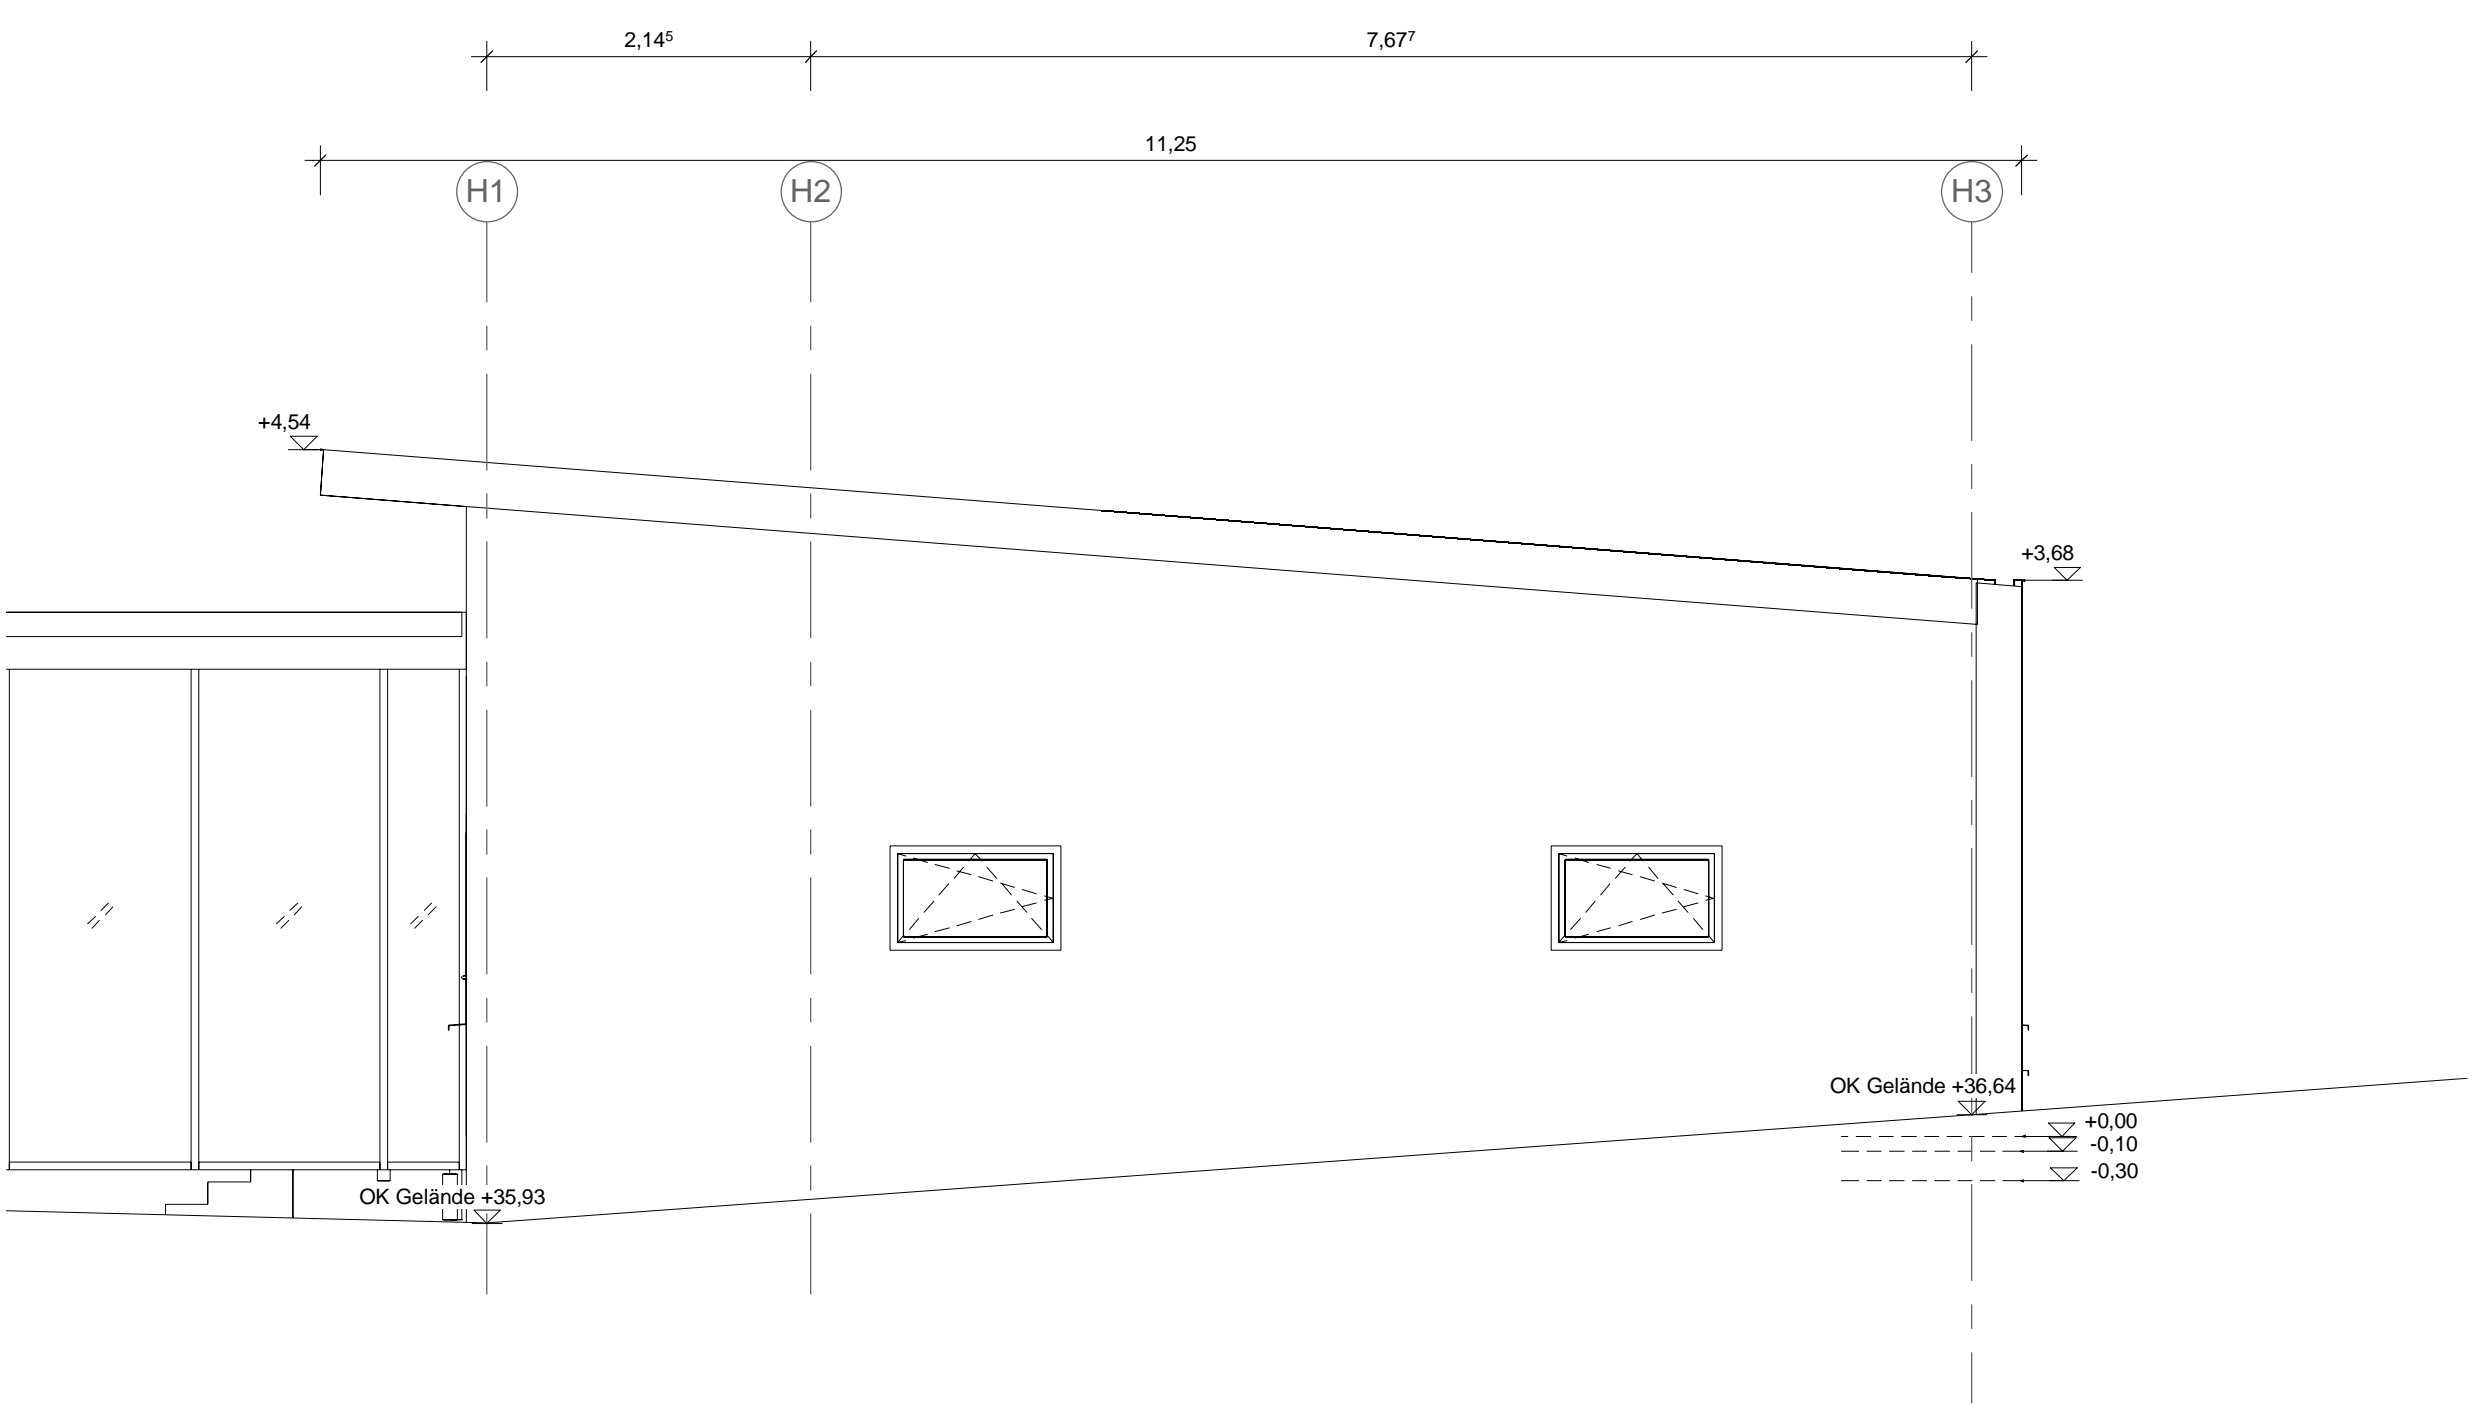 2,14⁵
7,67⁷
11,25
H1
H2
H3
+4,54
+3,68
OK Gelände +36,64
+0,00
-0,10
-0,30
OK Gelände +35,93